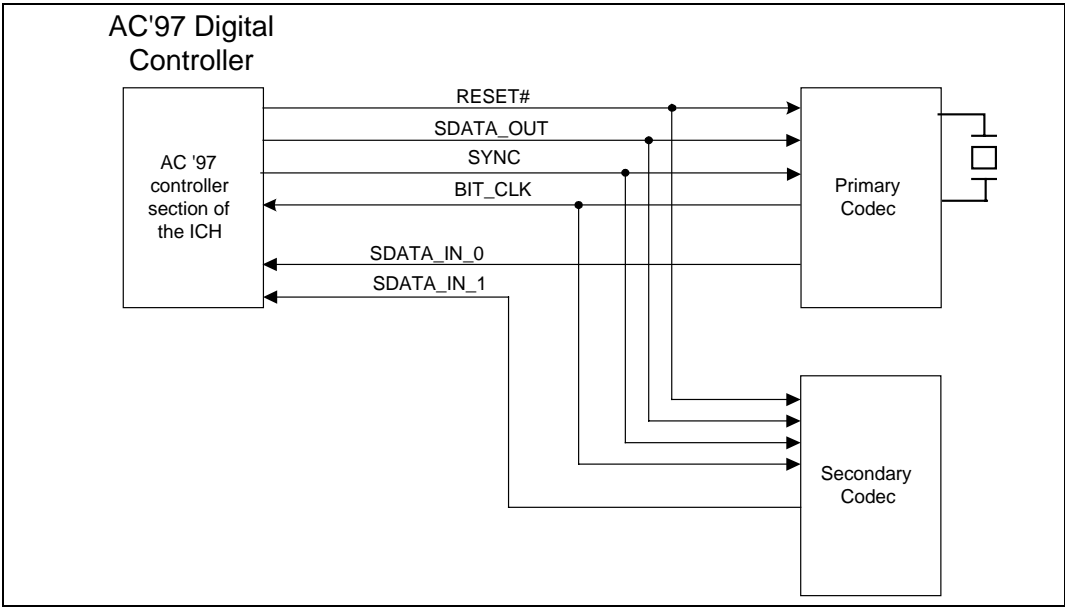 AC'97 Digital
Controller
RESET#
SDATA_OUT
SYNC
BIT_CLK
SDATA_IN_0
SDATA_IN_1
AC '97
controller
section of
the ICH
Primary
Codec
Secondary
Codec